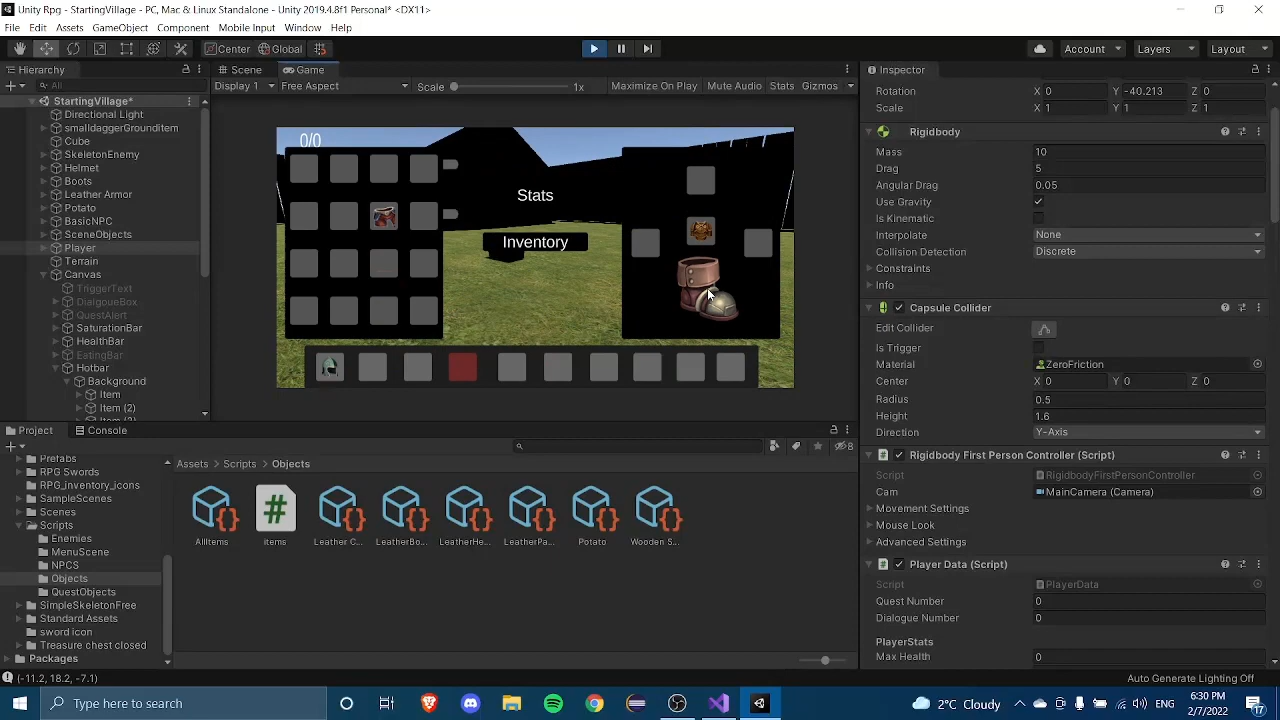 Unity Rpg - StartingVillage - PC, Mac & Linux Standalone - Unity 2019.4.8f1 Personal* <DX11>
File Edit Assets GameObject Component Mobile Input Window Help
Center Global Account Layers Layout
Hierarchy Scene Game Inspector
All Display 1 Free Aspect Scale 1x Maximize On Play Mute Audio Stats Gizmos
StartingVillage*
Directional Light
smalldaggerGrounditem
Cube
SkeletonEnemy
Helmet
Boots
Leather Armor
Potato
BasicNPC
SceneObjects
Player
Terrain
Canvas
TriggerText
DialgoueBox
QuestAlert
SaturationBar
HealthBar
EatingBar
Hotbar
Background
Item
Item (2)
0/0
Stats
Inventory
Rotation X 0 Y -40.213 Z 0
Scale X 1 Y 1 Z 1
Rigidbody
Mass 10
Drag 5
Angular Drag 0.05
Use Gravity
Is Kinematic
Interpolate None
Collision Detection Discrete
Constraints
Info
Capsule Collider
Edit Collider
Is Trigger
Material ZeroFriction
Center X 0 Y 0 Z 0
Radius 0.5
Height 1.6
Direction Y-Axis
Rigidbody First Person Controller (Script)
Script RigidbodyFirstPersonController
Cam MainCamera (Camera)
Movement Settings
Mouse Look
Advanced Settings
Player Data (Script)
Script PlayerData
Quest Number 0
Dialogue Number 0
PlayerStats
Max Health 0
Project Console
8
Prefabs
RPG Swords
RPG_inventory_icons
SampleScenes
Scenes
Scripts
Enemies
MenuScene
NPCS
Objects
QuestObjects
SimpleSkeletonFree
Standard Assets
sword icon
Treasure chest closed
Packages
Assets > Scripts > Objects
AllItems items Leather C... LeatherBo... LeatherHe... LeatherPa... Potato Wooden S...
(-11.2, 18.2, -7.1) Auto Generate Lighting Off
Type here to search
2°C Cloudy
ENG
6:30 PM
2/7/2022
17